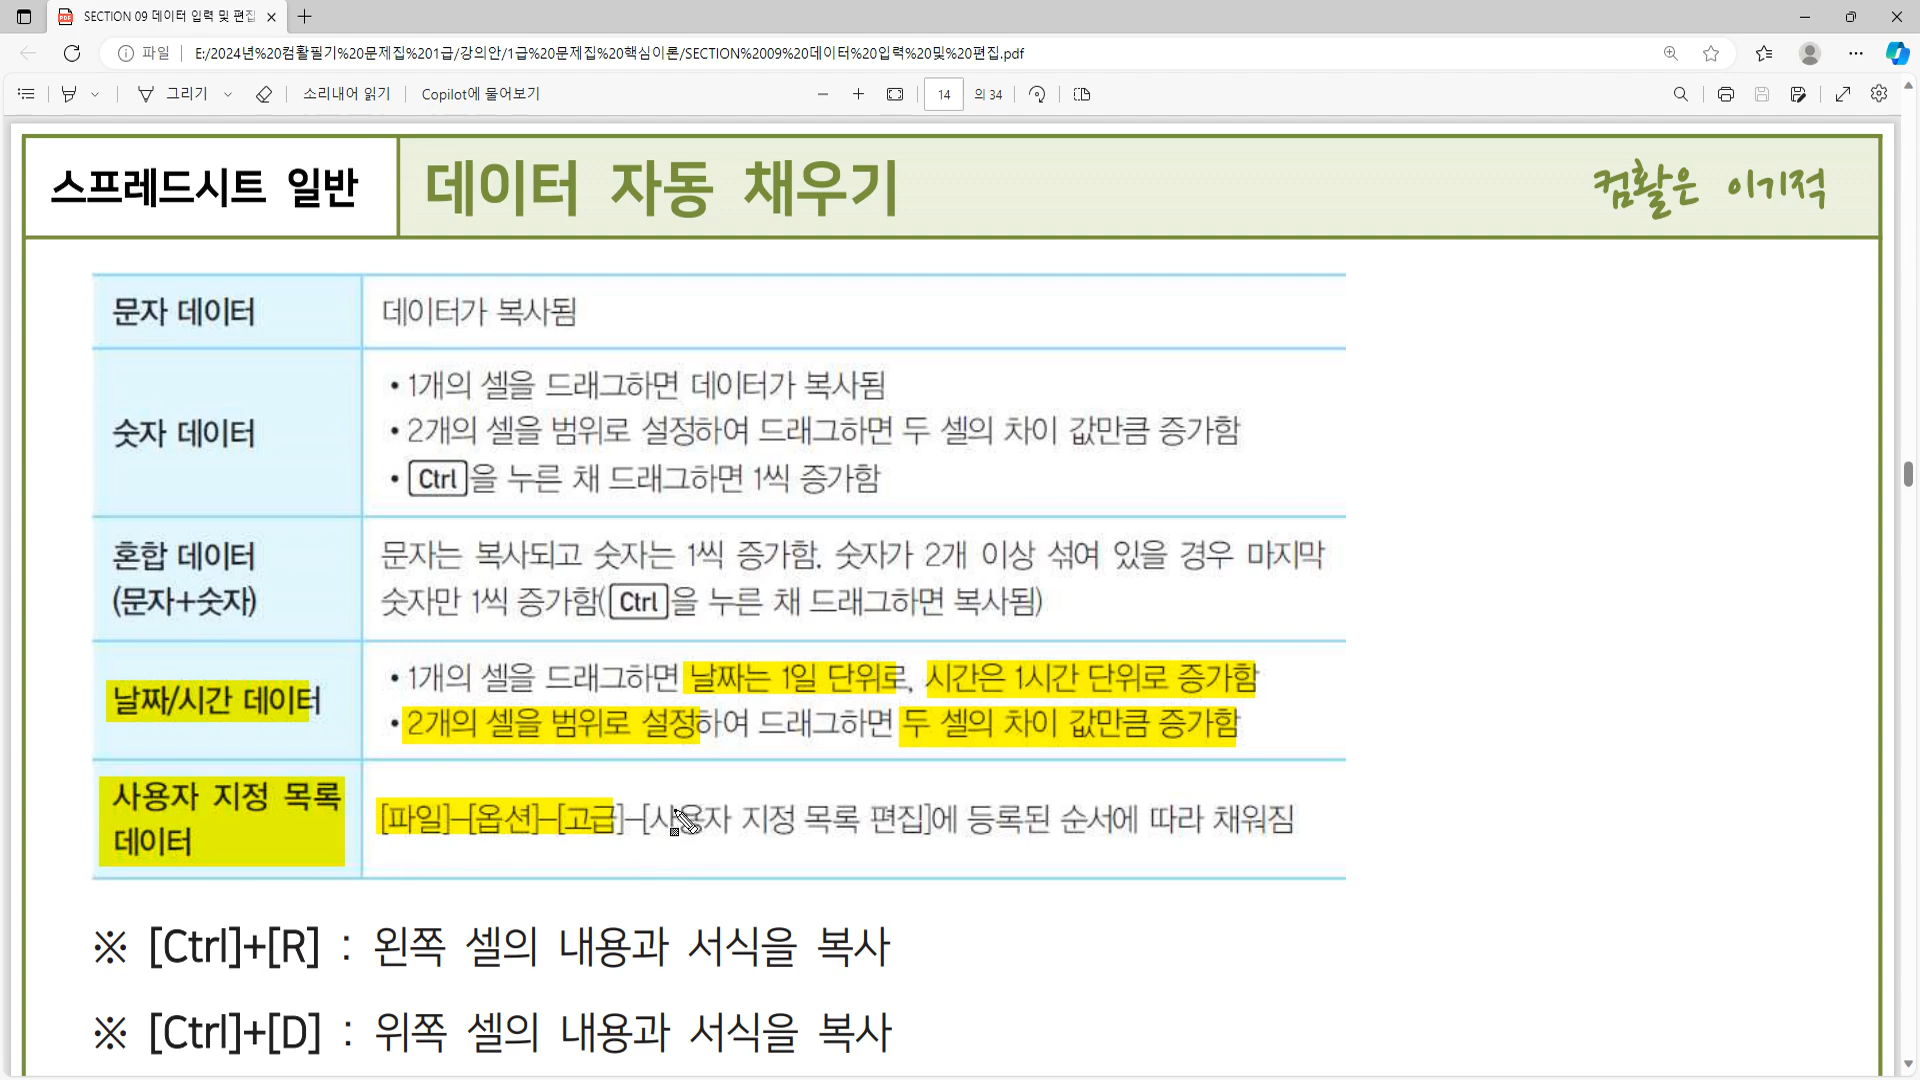 SECTION 09 데이터 입력 및 편집
파일 E:/2024년%20컴활필기%20문제집%201급/강의안/1급%20문제집%20핵심이론/SECTION%2009%20데이터%20입력%20및%20편집.pdf
그리기 소리내어 읽기 Copilot에 물어보기 14 의 34
스프레드시트 일반 데이터 자동 채우기 컴활은 이기적
문자 데이터 데이터가 복사됨
숫자 데이터
• 1개의 셀을 드래그하면 데이터가 복사됨
• 2개의 셀을 범위로 설정하여 드래그하면 두 셀의 차이 값만큼 증가함
• Ctrl을 누른 채 드래그하면 1씩 증가함
혼합 데이터
(문자+숫자)
문자는 복사되고 숫자는 1씩 증가함. 숫자가 2개 이상 섞여 있을 경우 마지막
숫자만 1씩 증가함(Ctrl을 누른 채 드래그하면 복사됨)
날짜/시간 데이터
• 1개의 셀을 드래그하면 날짜는 1일 단위로, 시간은 1시간 단위로 증가함
• 2개의 셀을 범위로 설정하여 드래그하면 두 셀의 차이 값만큼 증가함
사용자 지정 목록
데이터
[파일]–[옵션]–[고급]–[사용자 지정 목록 편집]에 등록된 순서에 따라 채워짐
※ [Ctrl]+[R] : 왼쪽 셀의 내용과 서식을 복사
※ [Ctrl]+[D] : 위쪽 셀의 내용과 서식을 복사